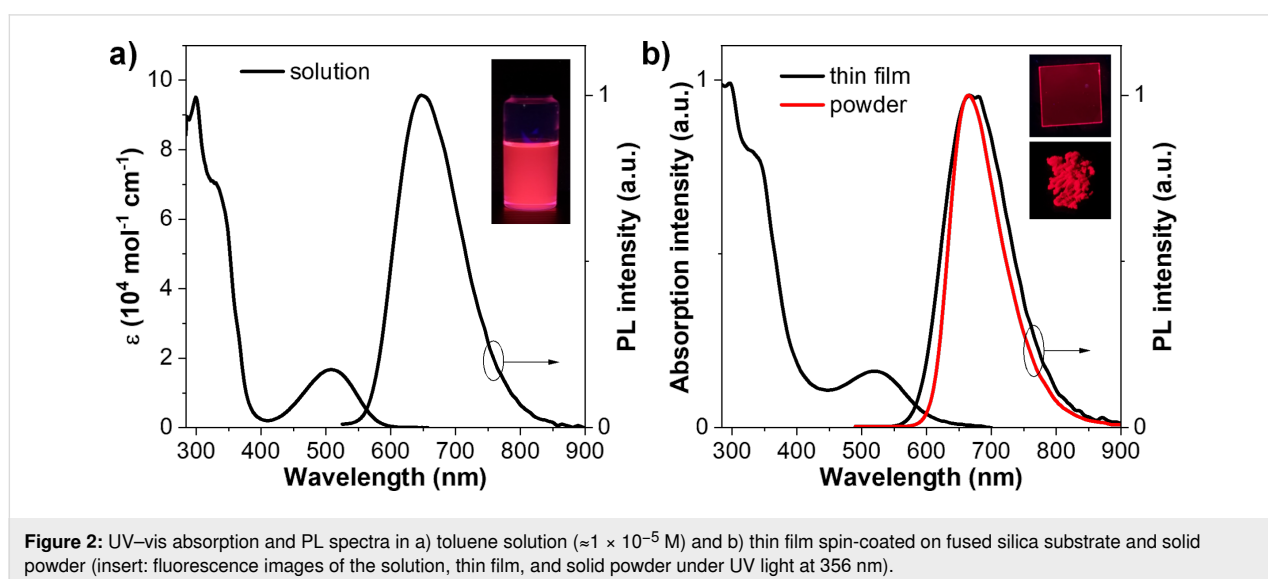 a)
solution
ε (10⁴ mol⁻¹ cm⁻¹)
10
8
6
4
2
0
300 400 500 600 700 800 900
Wavelength (nm)
1
0
PL intensity (a.u.)
b)
thin film
powder
Absorption intensity (a.u.)
1
0
300 400 500 600 700 800 900
Wavelength (nm)
1
0
PL intensity (a.u.)
Figure 2: UV–vis absorption and PL spectra in a) toluene solution (≈1 × 10⁻⁵ M) and b) thin film spin-coated on fused silica substrate and solid
powder (insert: fluorescence images of the solution, thin film, and solid powder under UV light at 356 nm).